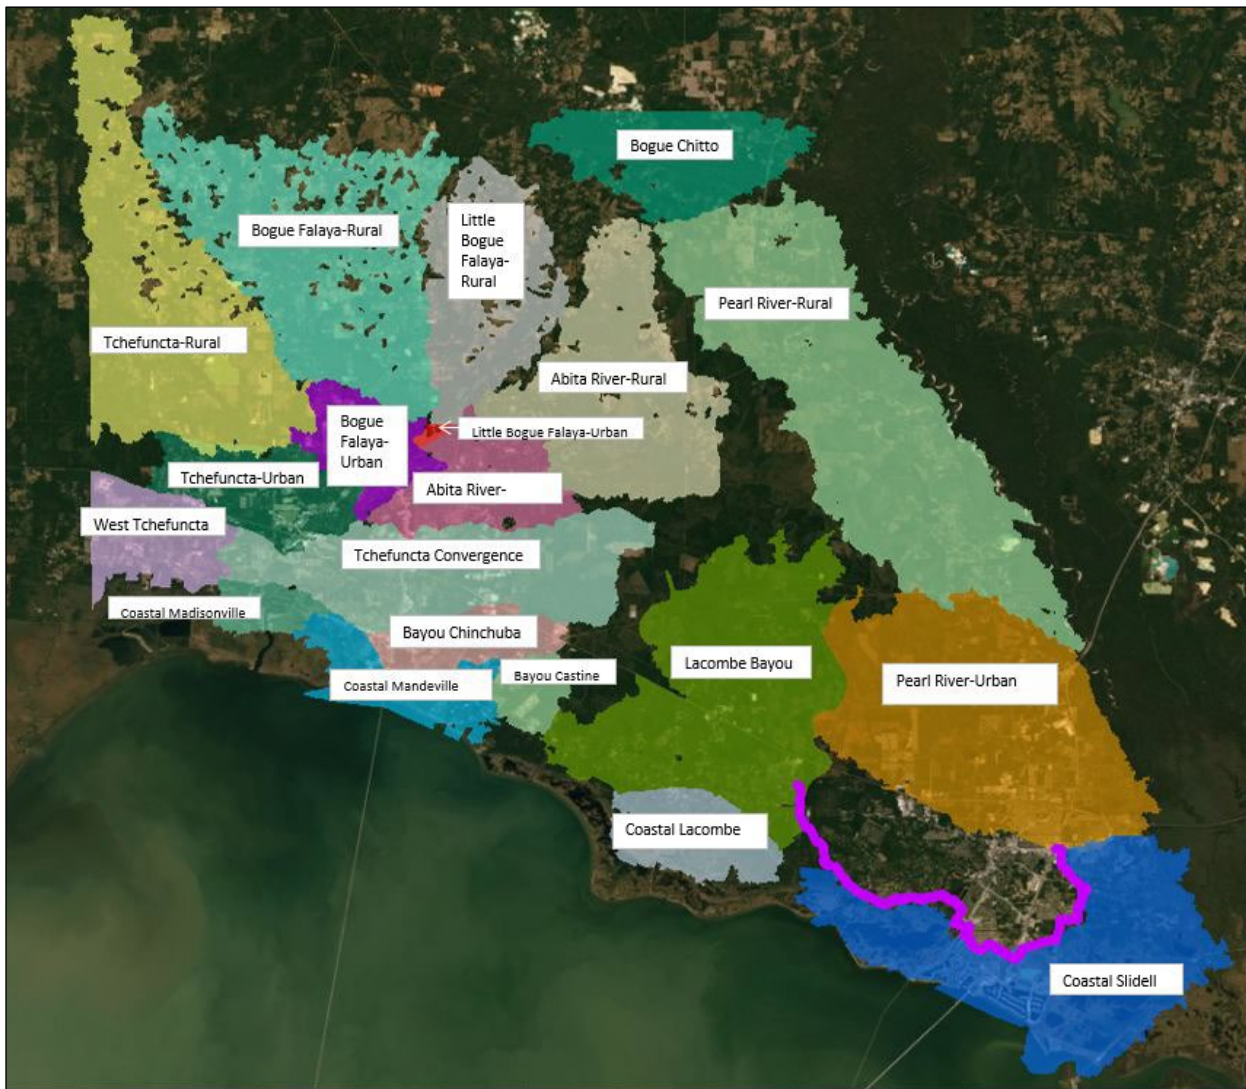 Bogue Chitto
Bogue Falaya-Rural
Little
Bogue
Falaya-
Rural
Pearl River-Rural
Tchefuncta-Rural
Abita River-Rural
Bogue
Falaya-
Urban
Little Bogue Falaya-Urban
Tchefuncta-Urban
Abita River-
West Tchefuncta
Tchefuncta Convergence
Coastal Madisonville
Bayou Chinchuba
Lacombe Bayou
Bayou Castine
Coastal Mandeville
Pearl River-Urban
Coastal Lacombe
Coastal Slidell